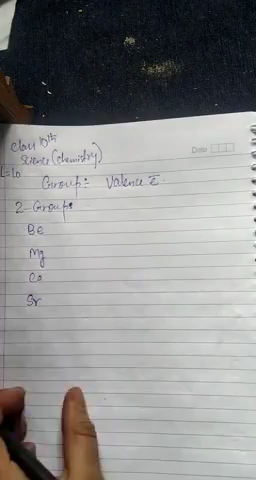 Class 10th
Science (Chemistry)
Date
L=10
Group:- Valence e̅.
2-Group:
Be
Mg
Ca
Sr